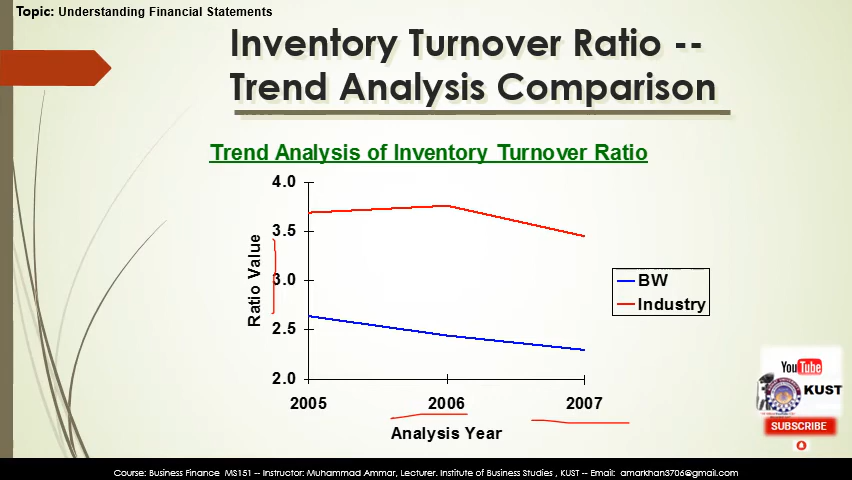 Topic: Understanding Financial Statements
Inventory Turnover Ratio --
Trend Analysis Comparison
Trend Analysis of Inventory Turnover Ratio
4.0
3.5
3.0
2.5
2.0
Ratio Value
2005 2006 2007
Analysis Year
BW
Industry
YouTube
KUST
SUBSCRIBE
Course: Business Finance MS151 -- Instructor: Muhammad Ammar, Lecturer. Institute of Business Studies , KUST -- Email: amarkhan3706@gmail.com